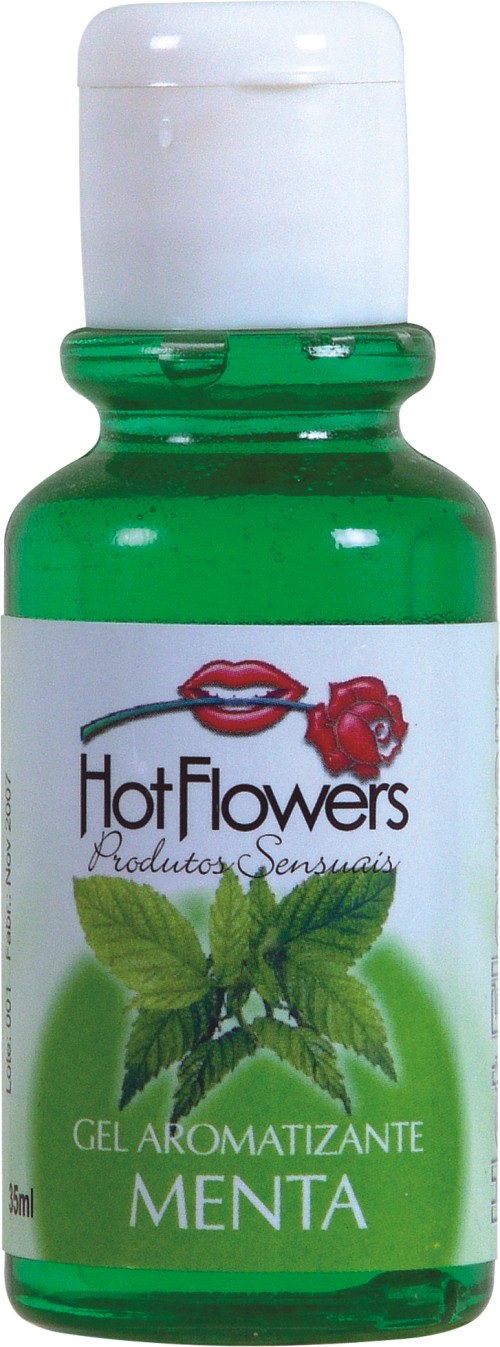 HotFlowers
Produtos Sensuais
GEL AROMATIZANTE
MENTA
35ml
Lote: 001 Fabr.: Nov 2007